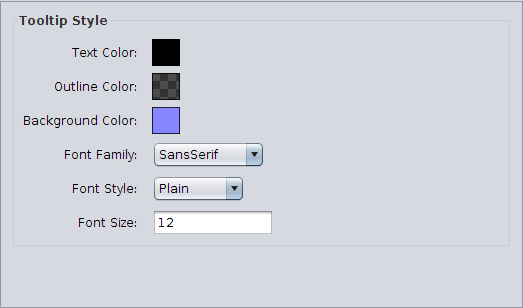 Tooltip Style
Text Color:
Outline Color:
Background Color:
Font Family: SansSerif
Font Style: Plain
Font Size: 12